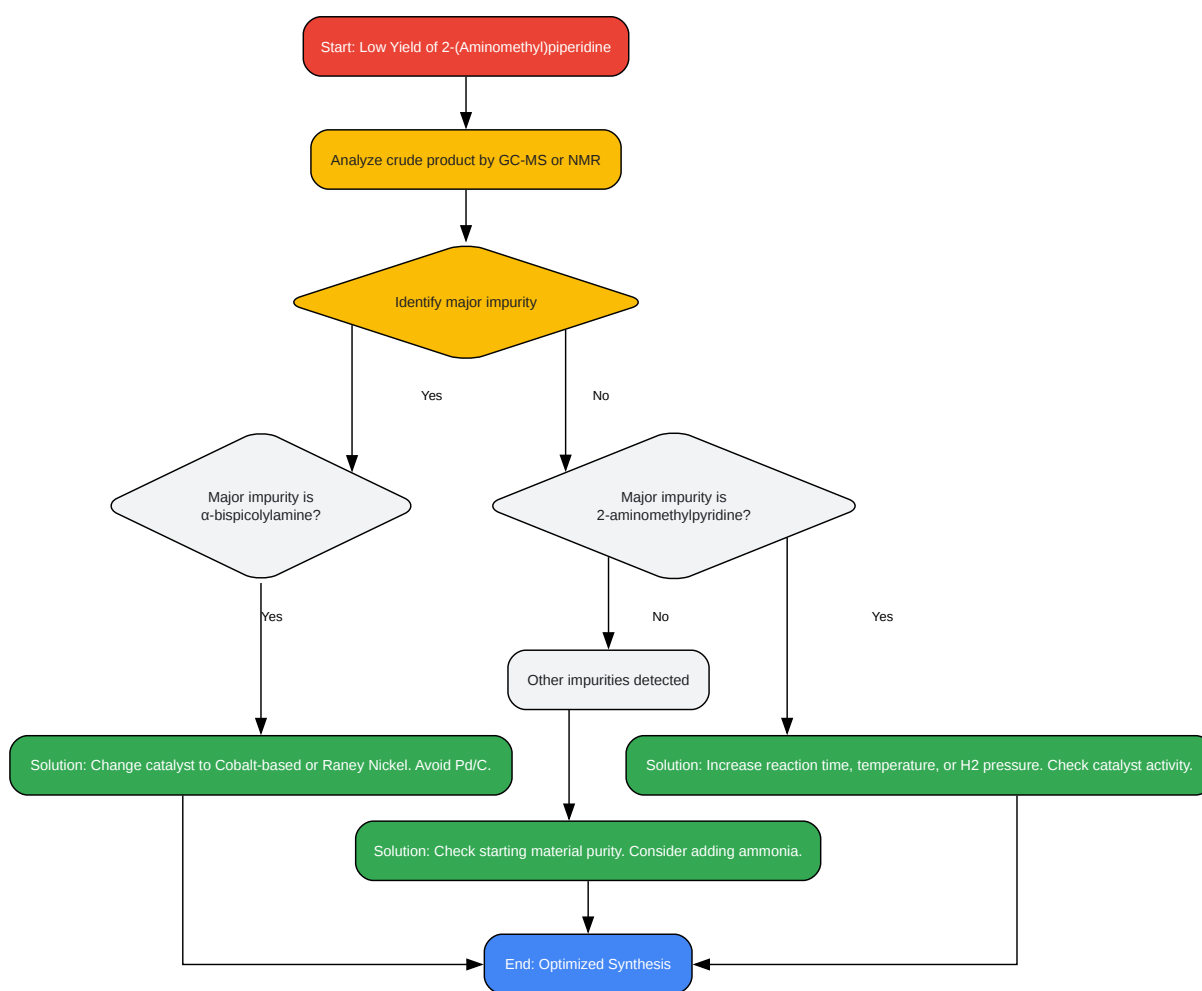 Start: Low Yield of 2-(Aminomethyl)piperidine
Analyze crude product by GC-MS or NMR
Identify major impurity
Yes
No
Major impurity is
α-bispicolylamine?
Major impurity is
2-aminomethylpyridine?
Yes
No
Yes
Other impurities detected
Solution: Change catalyst to Cobalt-based or Raney Nickel. Avoid Pd/C.
Solution: Increase reaction time, temperature, or H2 pressure. Check catalyst activity.
Solution: Check starting material purity. Consider adding ammonia.
End: Optimized Synthesis